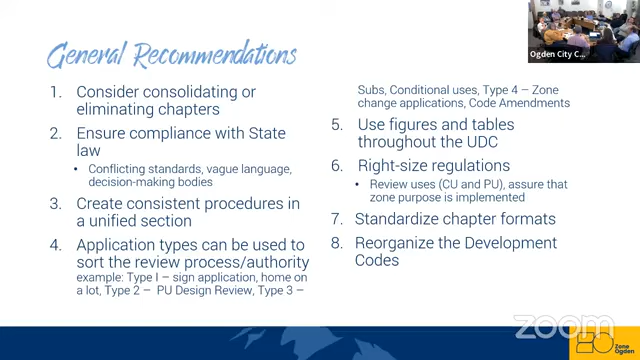 General Recommendations
1. Consider consolidating or
eliminating chapters
2. Ensure compliance with State
law
• Conflicting standards, vague language,
decision-making bodies
3. Create consistent procedures in
a unified section
4. Application types can be used to
sort the review process/authority
example: Type I – sign application, home on
a lot, Type 2 – PU Design Review, Type 3 –
Subs, Conditional uses, Type 4 – Zone
change applications, Code Amendments
5. Use figures and tables
throughout the UDC
6. Right-size regulations
• Review uses (CU and PU), assure that
zone purpose is implemented
7. Standardize chapter formats
8. Reorganize the Development
Codes
Ogden City C...
zoom
Zone
Ogden